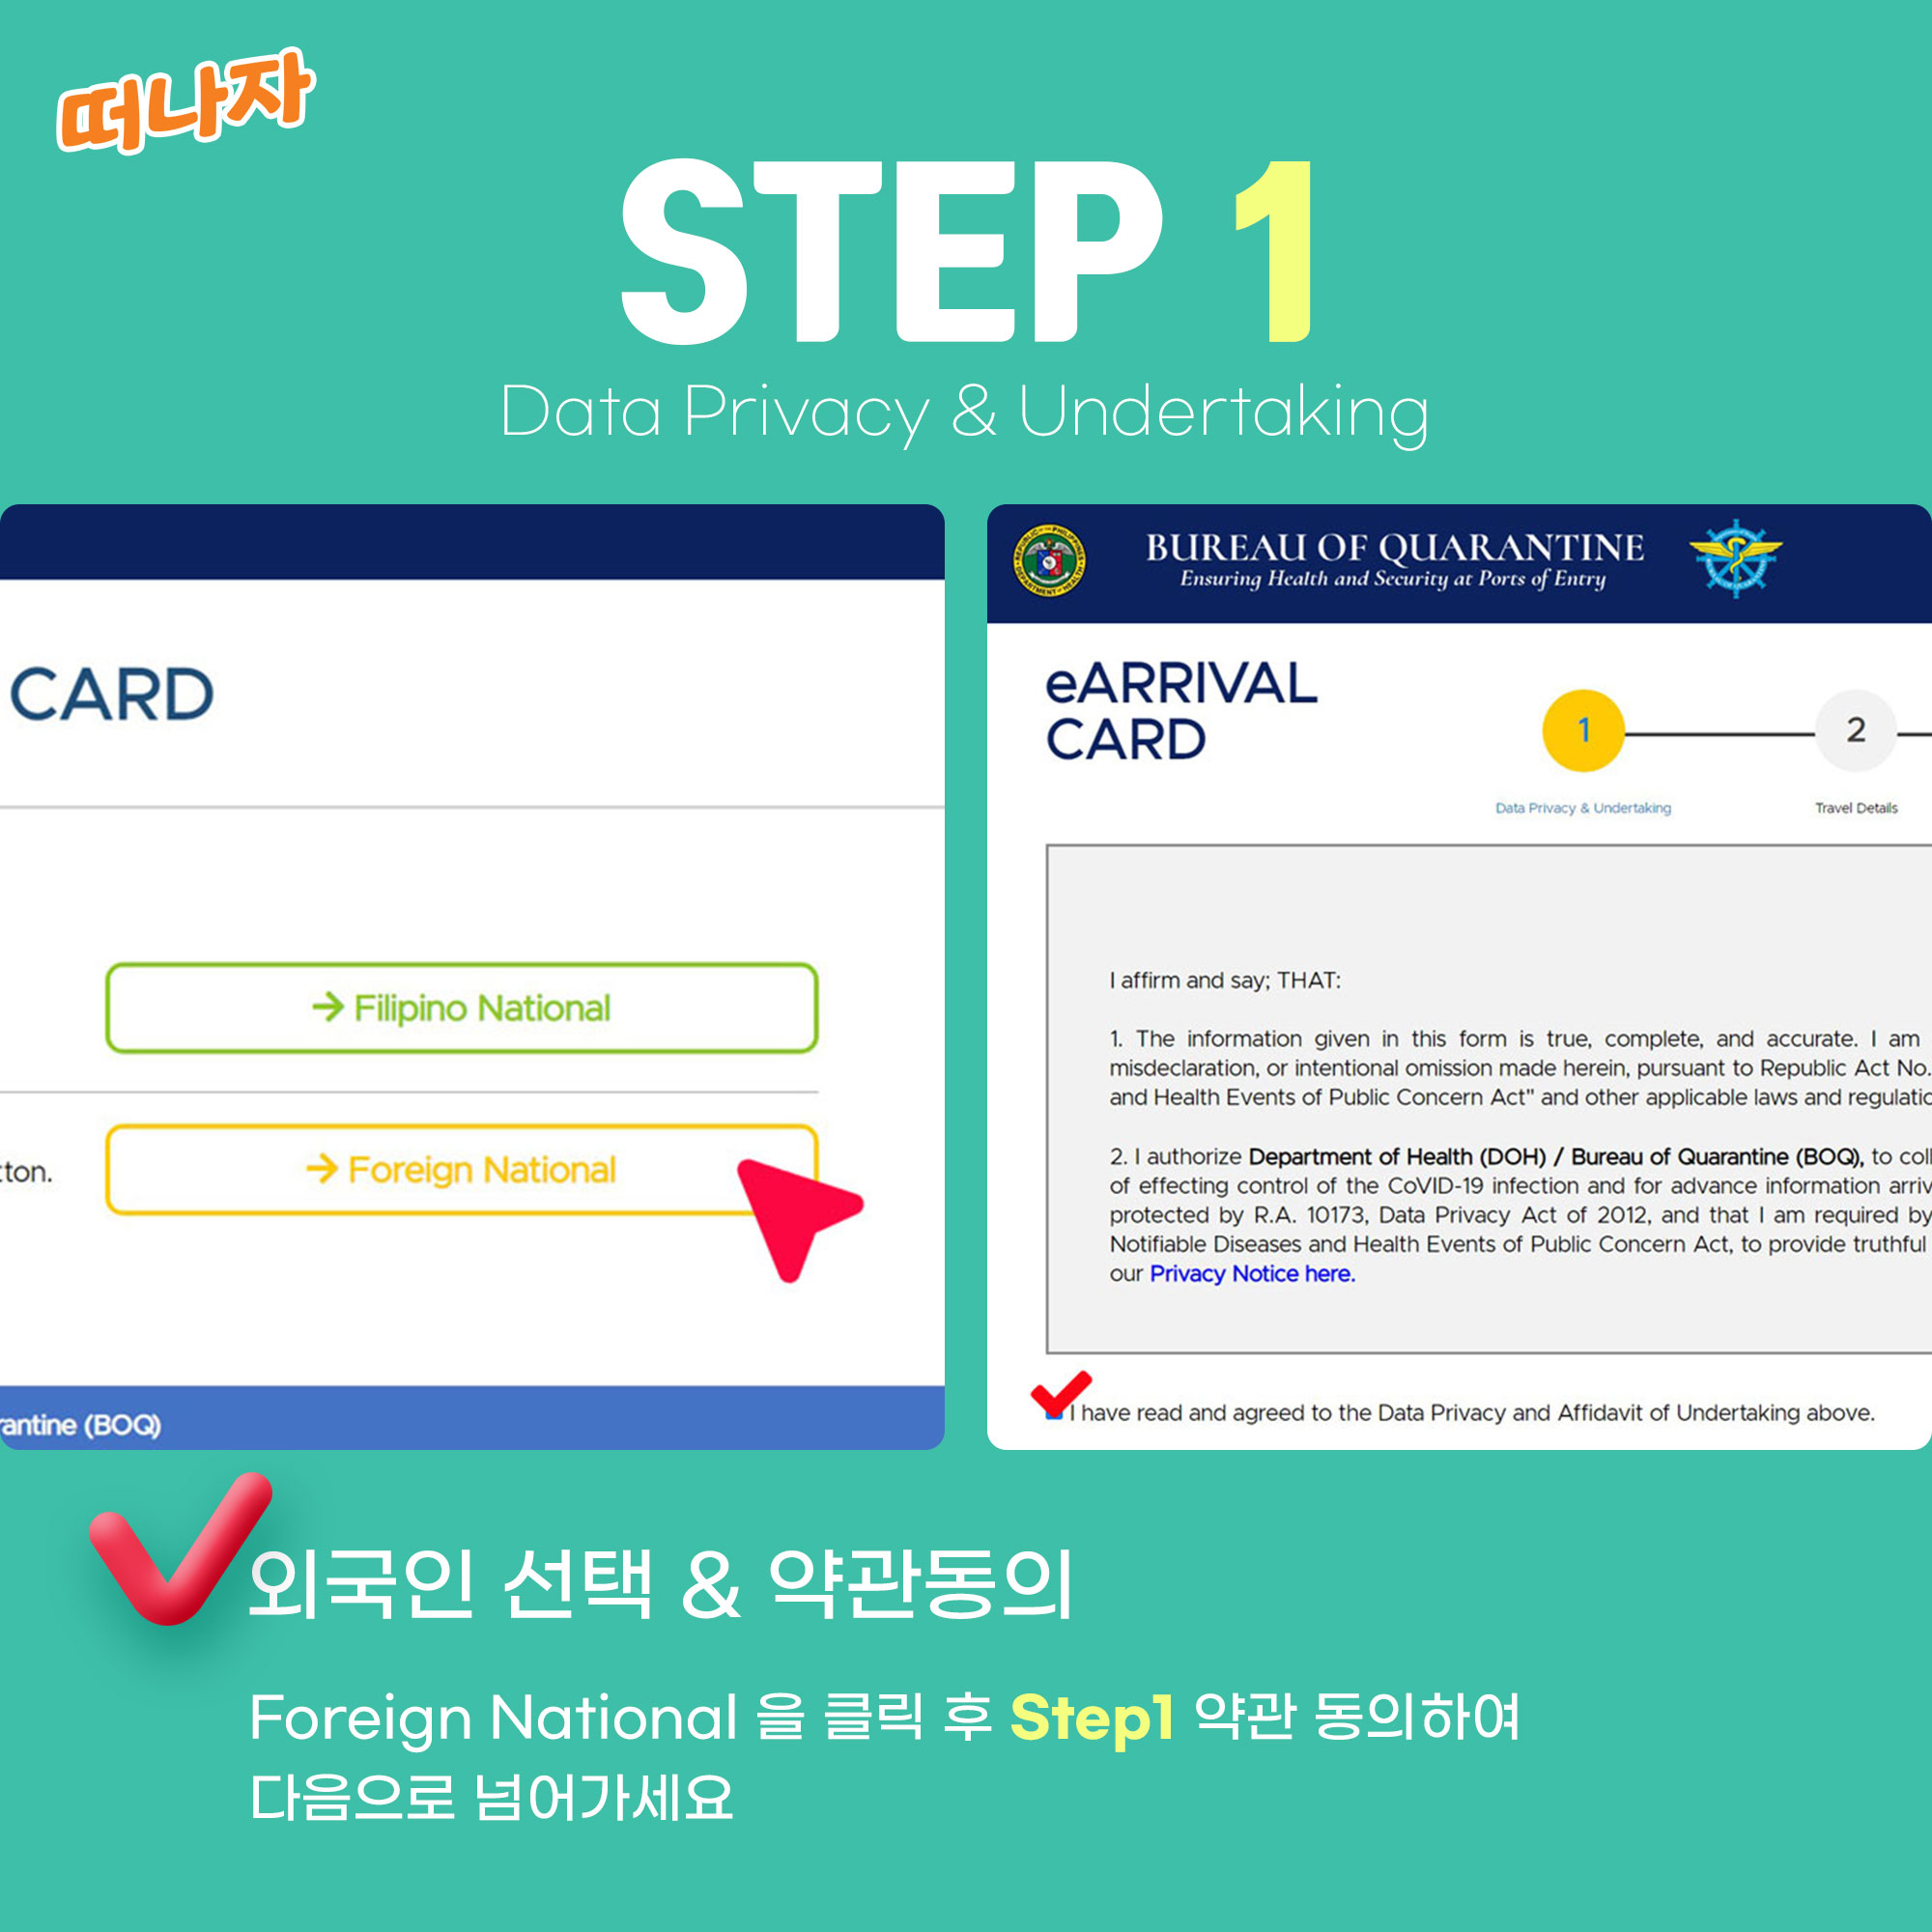 떠나자
STEP 1
Data Privacy & Undertaking
CARD
→ Filipino National
tton.
→ Foreign National
rantine (BOQ)
BUREAU OF QUARANTINE
Ensuring Health and Security at Ports of Entry
eARRIVAL
CARD
1
2
Data Privacy & Undertaking
Travel Details
I affirm and say; THAT:
1. The information given in this form is true, complete, and accurate. I am
misdeclaration, or intentional omission made herein, pursuant to Republic Act No.
and Health Events of Public Concern Act" and other applicable laws and regulatio
2. I authorize Department of Health (DOH) / Bureau of Quarantine (BOQ), to coll
of effecting control of the CoVID-19 infection and for advance information arriv
protected by R.A. 10173, Data Privacy Act of 2012, and that I am required by
Notifiable Diseases and Health Events of Public Concern Act, to provide truthful
our Privacy Notice here.
I have read and agreed to the Data Privacy and Affidavit of Undertaking above.
외국인 선택 & 약관동의
Foreign National 을 클릭 후 Step1 약관 동의하여
다음으로 넘어가세요